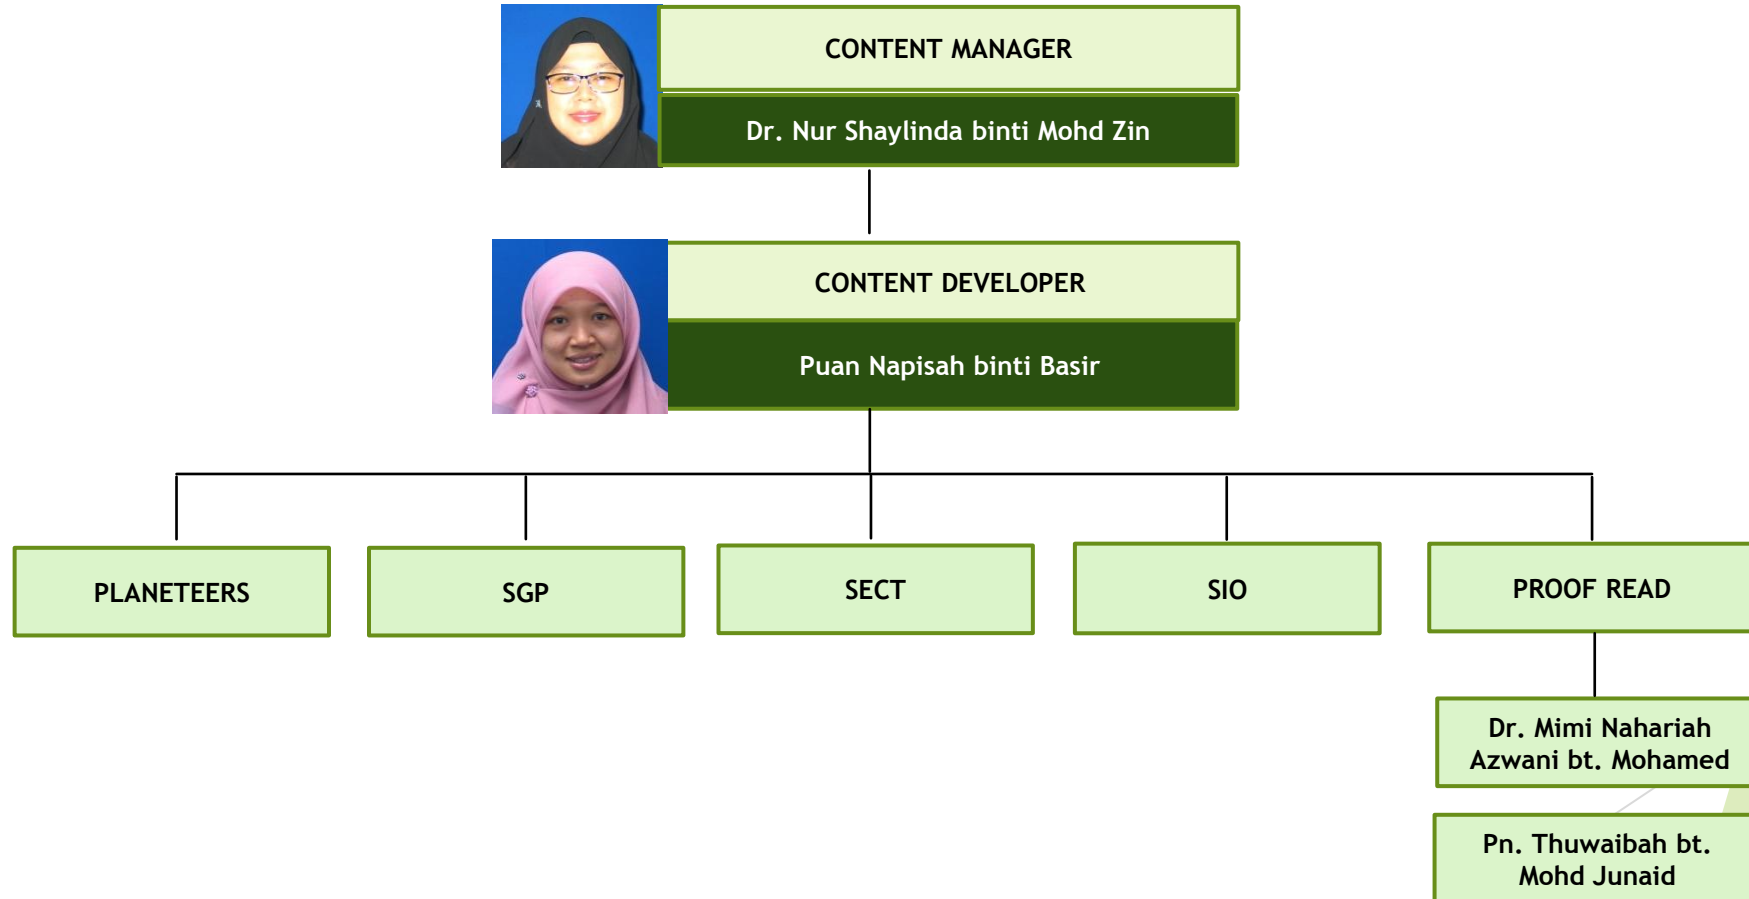 CONTENT MANAGER
Dr. Nur Shaylinda binti Mohd Zin
CONTENT DEVELOPER
Puan Napisah binti Basir
PLANETEERS
SGP
SECT
SIO
PROOF READ
Dr. Mimi Nahariah
Azwani bt. Mohamed
Pn. Thuwaibah bt.
Mohd Junaid